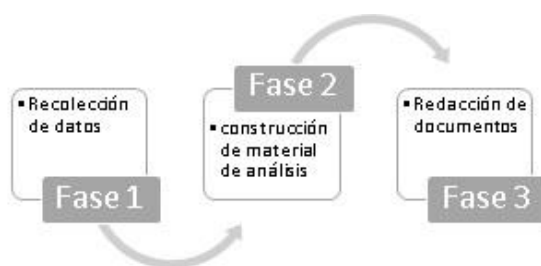 ▪ Recolección
de datos
Fase 1
Fase 2
▪ construcción
de material
de análisis
▪ Redacción de
documentos
Fase 3